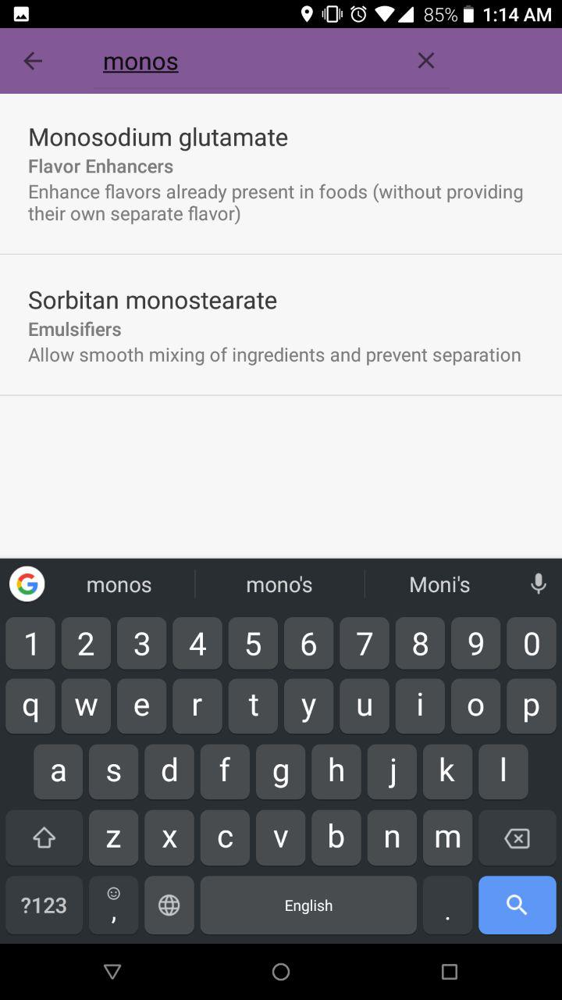 85% 1:14 AM
monos
Monosodium glutamate
Flavor Enhancers
Enhance flavors already present in foods (without providing
their own separate flavor)
Sorbitan monostearate
Emulsifiers
Allow smooth mixing of ingredients and prevent separation
G monos mono's Moni's
1 2 3 4 5 6 7 8 9 0
q w e r t y u i o p
a s d f g h j k l
z x c v b n m
?123 , English .